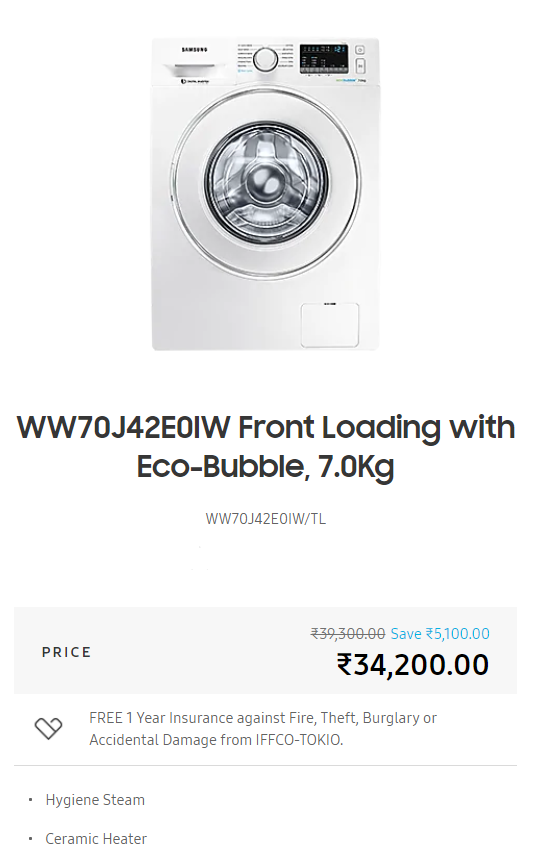 SAMSUNG
WW70J42E0IW Front Loading with
Eco-Bubble, 7.0Kg
WW70J42E0IW/TL
PRICE
₹39,300.00 Save ₹5,100.00
₹34,200.00
FREE 1 Year Insurance against Fire, Theft, Burglary or
Accidental Damage from IFFCO-TOKIO.
• Hygiene Steam
• Ceramic Heater